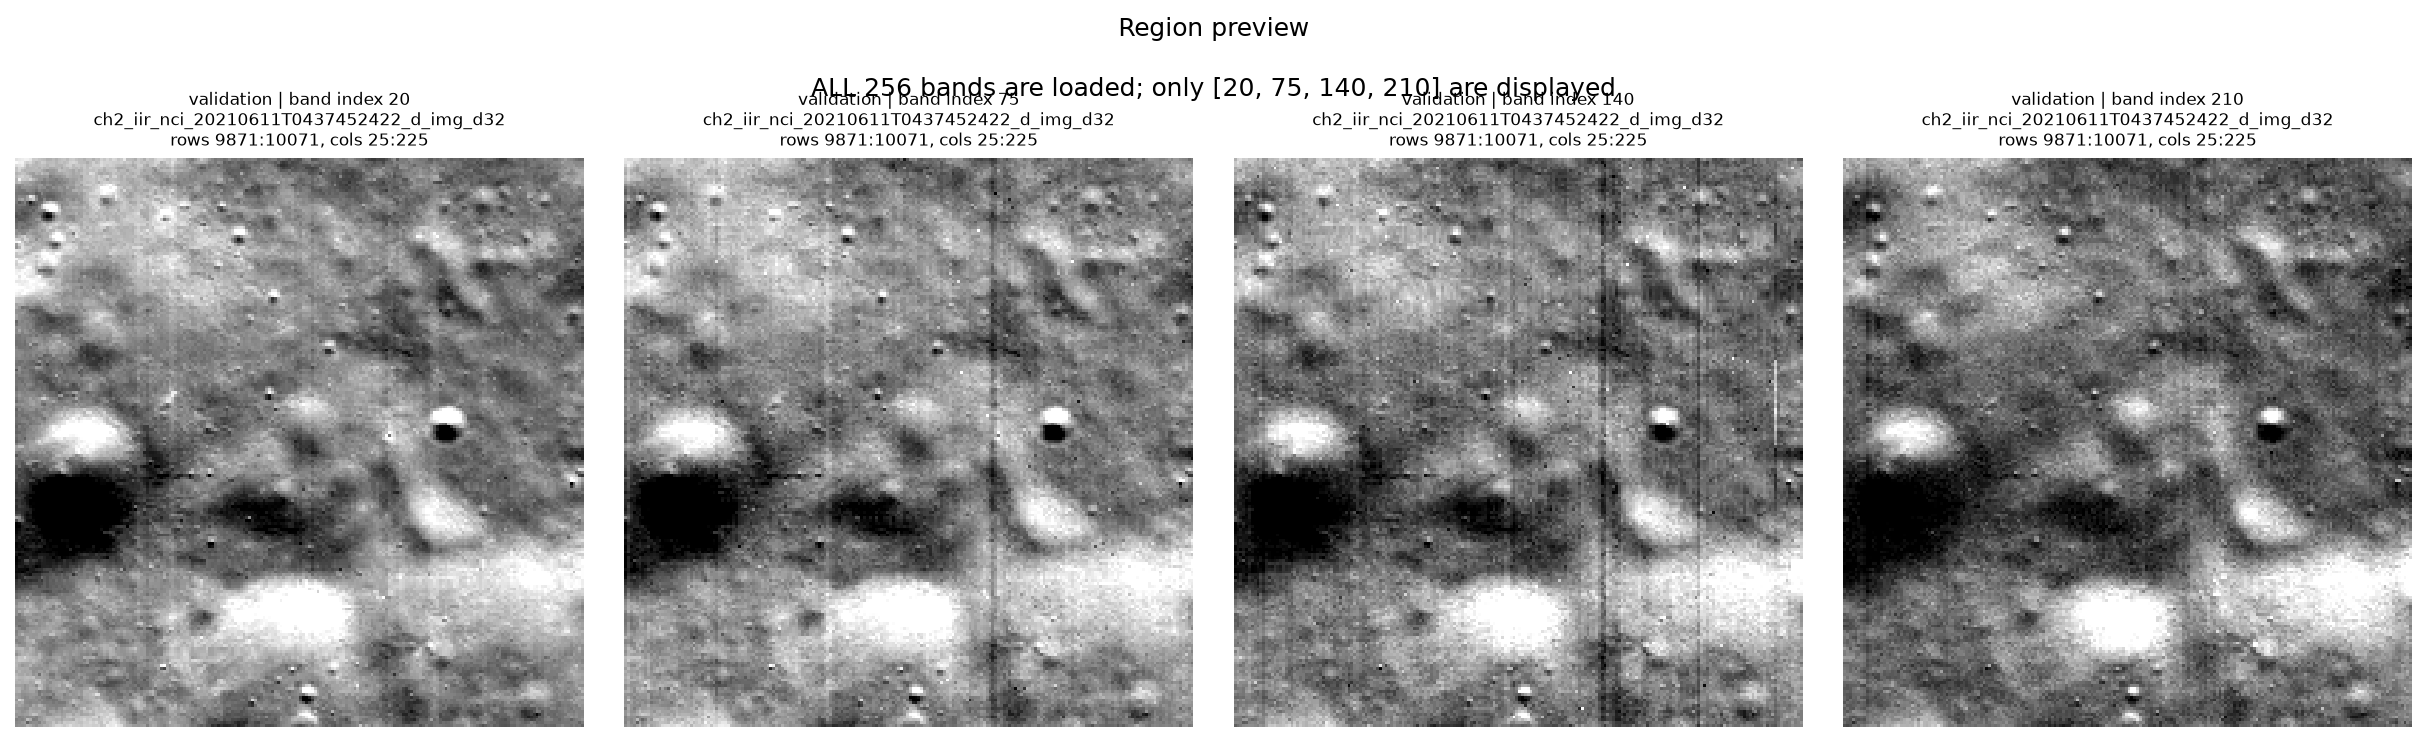 Region preview
ALL 256 bands are loaded; only [20, 75, 140, 210] are displayed
validation | band index 20
ch2_iir_nci_20210611T0437452422_d_img_d32
rows 9871:10071, cols 25:225
validation | band index 75
ch2_iir_nci_20210611T0437452422_d_img_d32
rows 9871:10071, cols 25:225
validation | band index 140
ch2_iir_nci_20210611T0437452422_d_img_d32
rows 9871:10071, cols 25:225
validation | band index 210
ch2_iir_nci_20210611T0437452422_d_img_d32
rows 9871:10071, cols 25:225